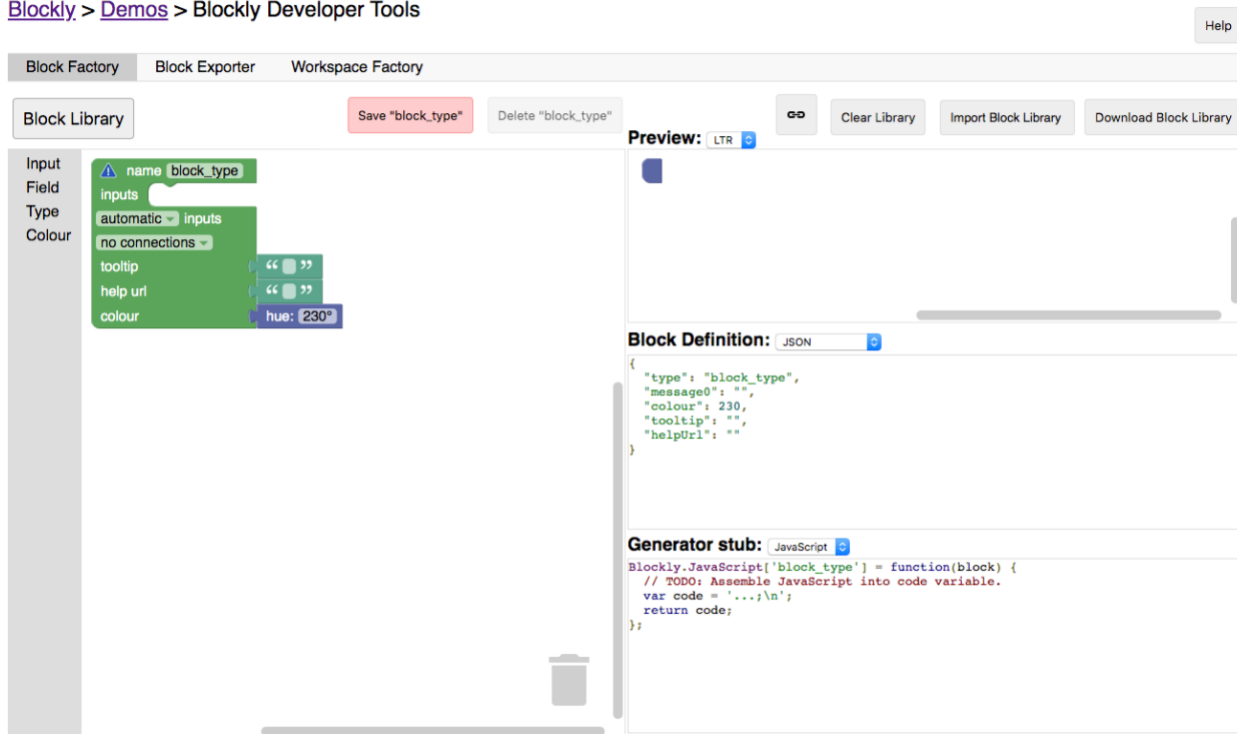 Blockly > Demos > Blockly Developer Tools
Help
Block Factory Block Exporter Workspace Factory
Block Library
Save "block_type"
Delete "block_type"
Clear Library
Import Block Library
Download Block Library
Input
Field
Type
Colour
name block_type
inputs
automatic inputs
no connections
tooltip “ ”
help url “ ”
colour hue: 230°
Preview: LTR
Block Definition: JSON
{
  "type": "block_type",
  "message0": "",
  "colour": 230,
  "tooltip": "",
  "helpUrl": ""
}
Generator stub: JavaScript
Blockly.JavaScript['block_type'] = function(block) {
  // TODO: Assemble JavaScript into code variable.
  var code = '...;\n';
  return code;
};